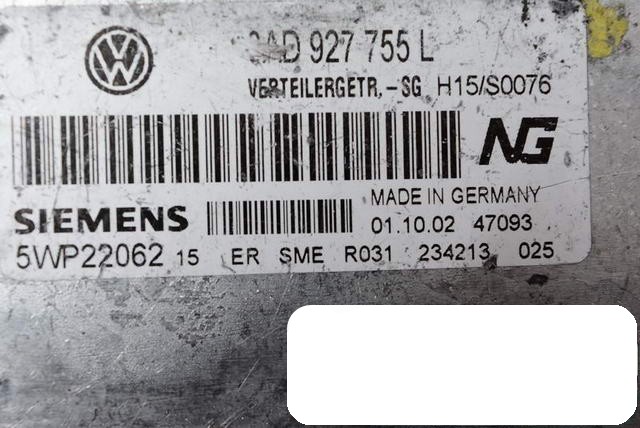 927 755 L
VERTEILERGETR.-SG H15/S0076
NG
MADE IN GERMANY
SIEMENS 01.10.02 47093
5WP22062 15 ER SME R031 234213 025